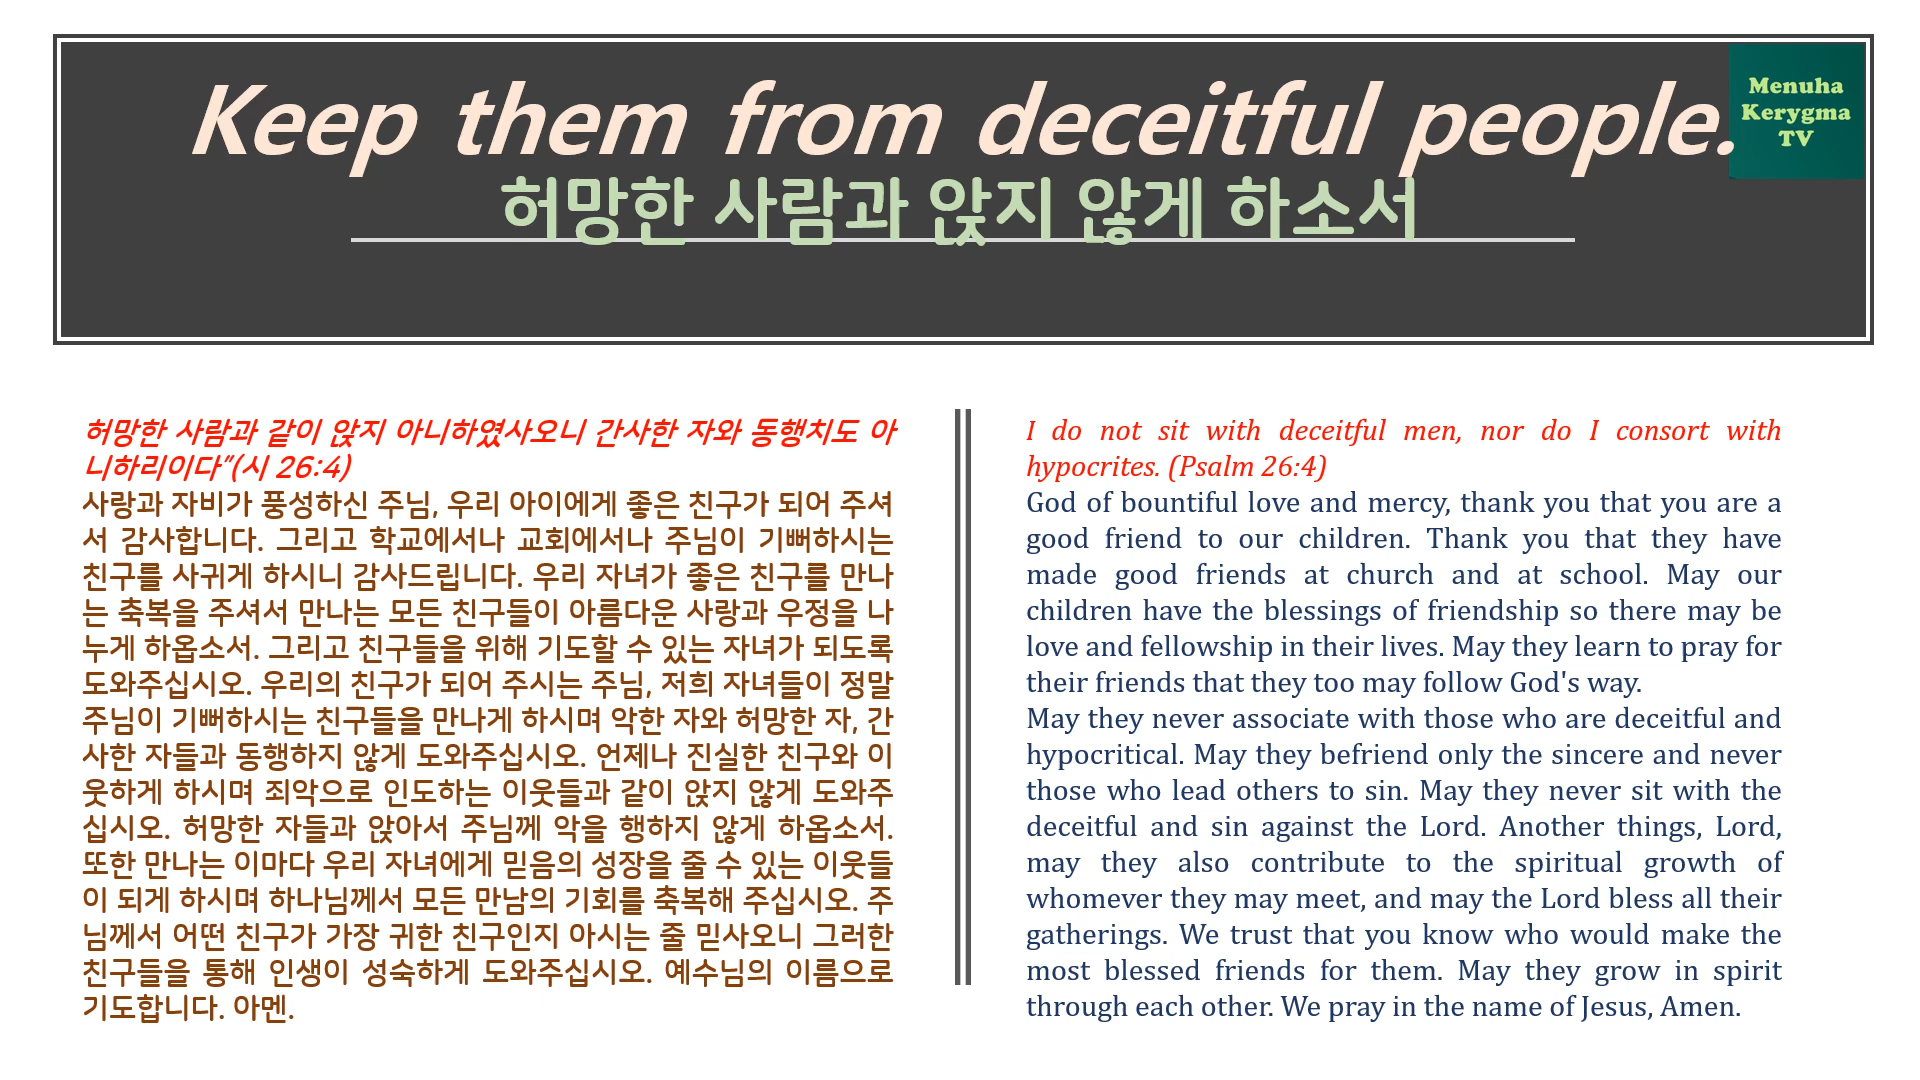 Keep them from deceitful people.
Menuha
Kerygma
TV
허망한 사람과 앉지 않게 하소서
허망한 사람과 같이 앉지 아니하였사오니 간사한 자와 동행치도 아
니하리이다"(시 26:4)
사랑과 자비가 풍성하신 주님, 우리 아이에게 좋은 친구가 되어 주셔
서 감사합니다. 그리고 학교에서나 교회에서나 주님이 기뻐하시는
친구를 사귀게 하시니 감사드립니다. 우리 자녀가 좋은 친구를 만나
는 축복을 주셔서 만나는 모든 친구들이 아름다운 사랑과 우정을 나
누게 하옵소서. 그리고 친구들을 위해 기도할 수 있는 자녀가 되도록
도와주십시오. 우리의 친구가 되어 주시는 주님, 저희 자녀들이 정말
주님이 기뻐하시는 친구들을 만나게 하시며 악한 자와 허망한 자, 간
사한 자들과 동행하지 않게 도와주십시오. 언제나 진실한 친구와 이
웃하게 하시며 죄악으로 인도하는 이웃들과 같이 앉지 않게 도와주
십시오. 허망한 자들과 앉아서 주님께 악을 행하지 않게 하옵소서.
또한 만나는 이마다 우리 자녀에게 믿음의 성장을 줄 수 있는 이웃들
이 되게 하시며 하나님께서 모든 만남의 기회를 축복해 주십시오. 주
님께서 어떤 친구가 가장 귀한 친구인지 아시는 줄 믿사오니 그러한
친구들을 통해 인생이 성숙하게 도와주십시오. 예수님의 이름으로
기도합니다. 아멘.
I do not sit with deceitful men, nor do I consort with
hypocrites. (Psalm 26:4)
God of bountiful love and mercy, thank you that you are a
good friend to our children. Thank you that they have
made good friends at church and at school. May our
children have the blessings of friendship so there may be
love and fellowship in their lives. May they learn to pray for
their friends that they too may follow God's way.
May they never associate with those who are deceitful and
hypocritical. May they befriend only the sincere and never
those who lead others to sin. May they never sit with the
deceitful and sin against the Lord. Another things, Lord,
may they also contribute to the spiritual growth of
whomever they may meet, and may the Lord bless all their
gatherings. We trust that you know who would make the
most blessed friends for them. May they grow in spirit
through each other. We pray in the name of Jesus, Amen.